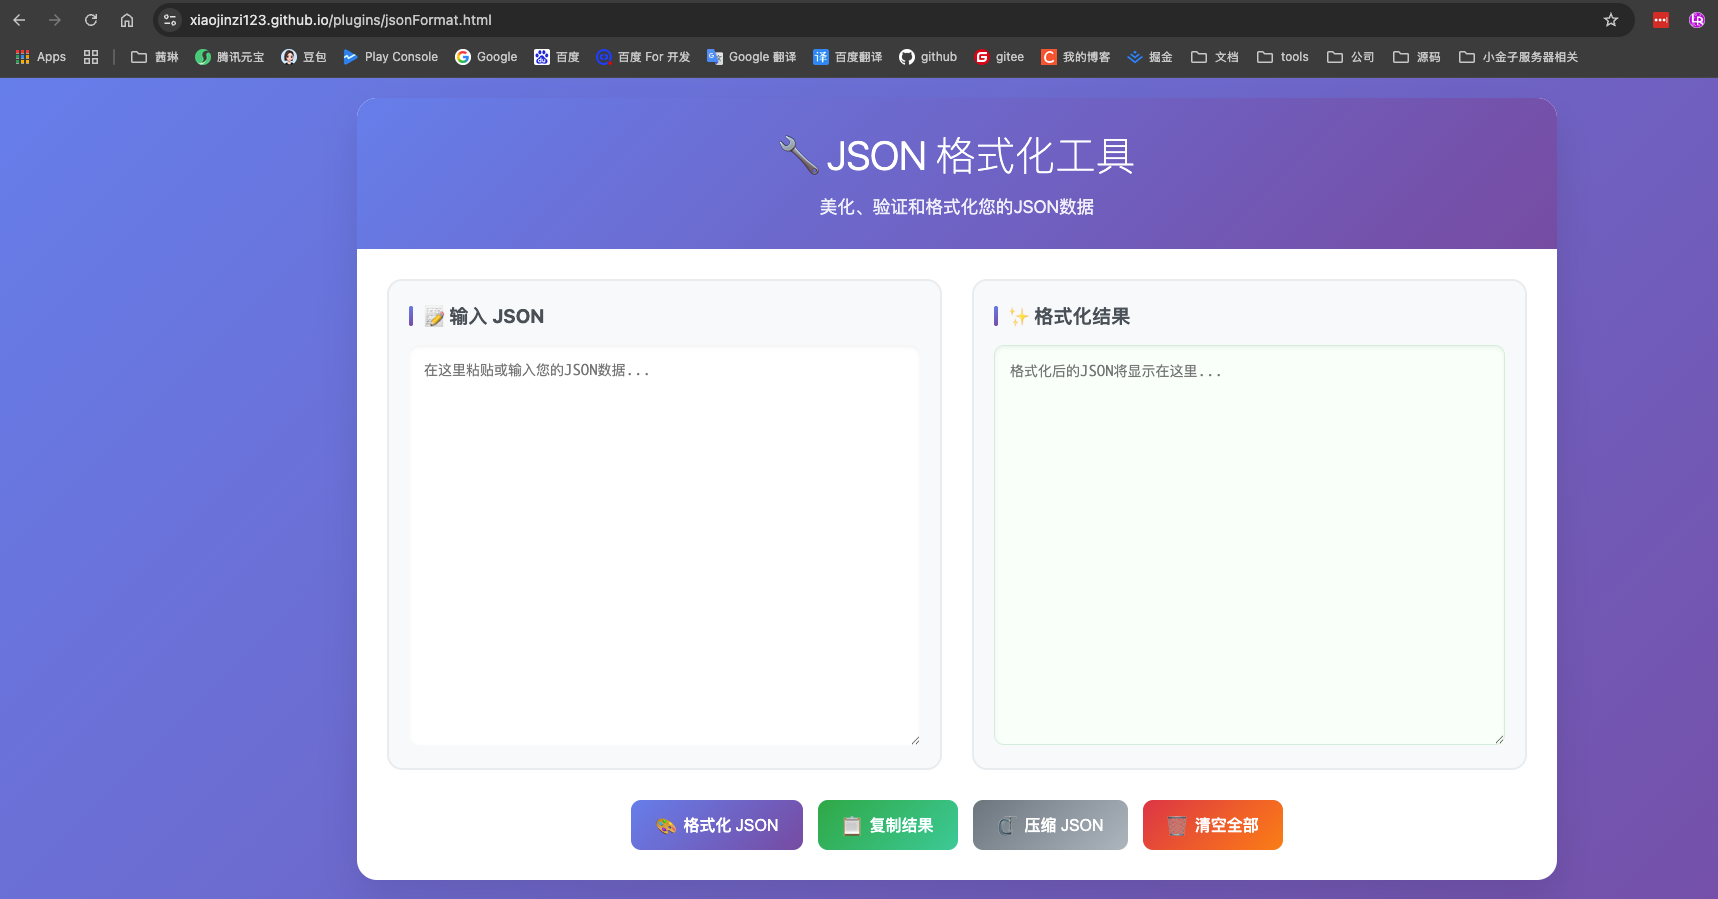 xiaojinzi123.github.io/plugins/jsonFormat.html
Apps 茜琳 腾讯元宝 豆包 Play Console Google 百度 百度 For 开发 Google 翻译 百度翻译 github gitee 我的博客 掘金 文档 tools 公司 源码 小金子服务器相关
JSON 格式化工具
美化、验证和格式化您的JSON数据
输入 JSON
在这里粘贴或输入您的JSON数据...
格式化结果
格式化后的JSON将显示在这里...
格式化 JSON
复制结果
压缩 JSON
清空全部